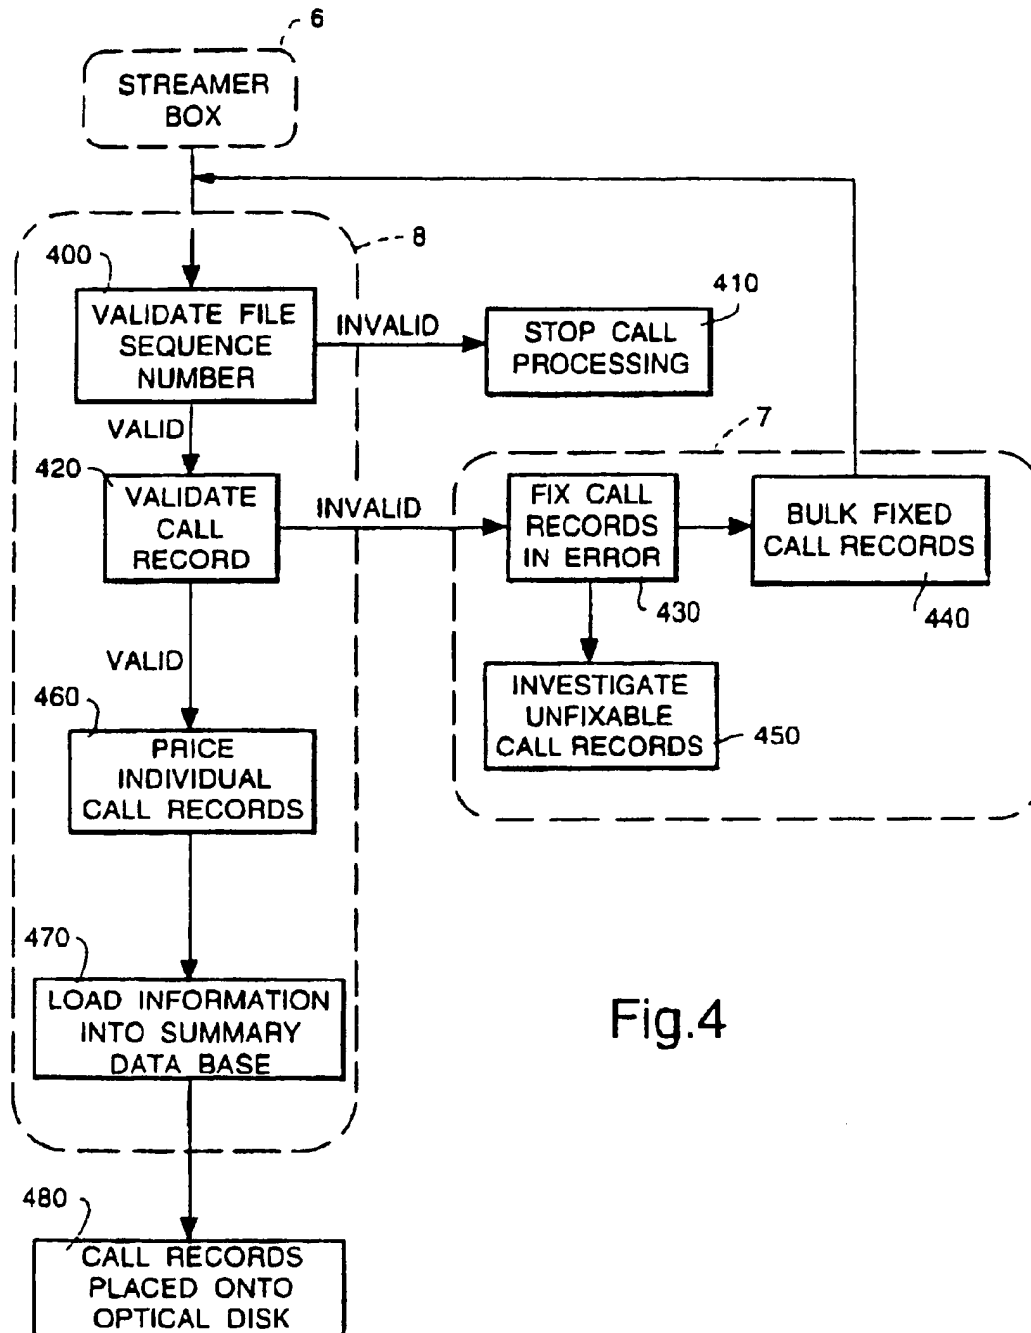 6
STREAMER
BOX
8
400
VALIDATE FILE
SEQUENCE
NUMBER
INVALID
410
STOP CALL
PROCESSING
VALID
7
420
VALIDATE
CALL
RECORD
INVALID
FIX CALL
RECORDS
IN ERROR
430
BULK FIXED
CALL RECORDS
440
INVESTIGATE
UNFIXABLE
CALL RECORDS
450
VALID
460
PRICE
INDIVIDUAL
CALL RECORDS
470
LOAD INFORMATION
INTO SUMMARY
DATA BASE
Fig.4
480
CALL RECORDS
PLACED ONTO
OPTICAL DISK